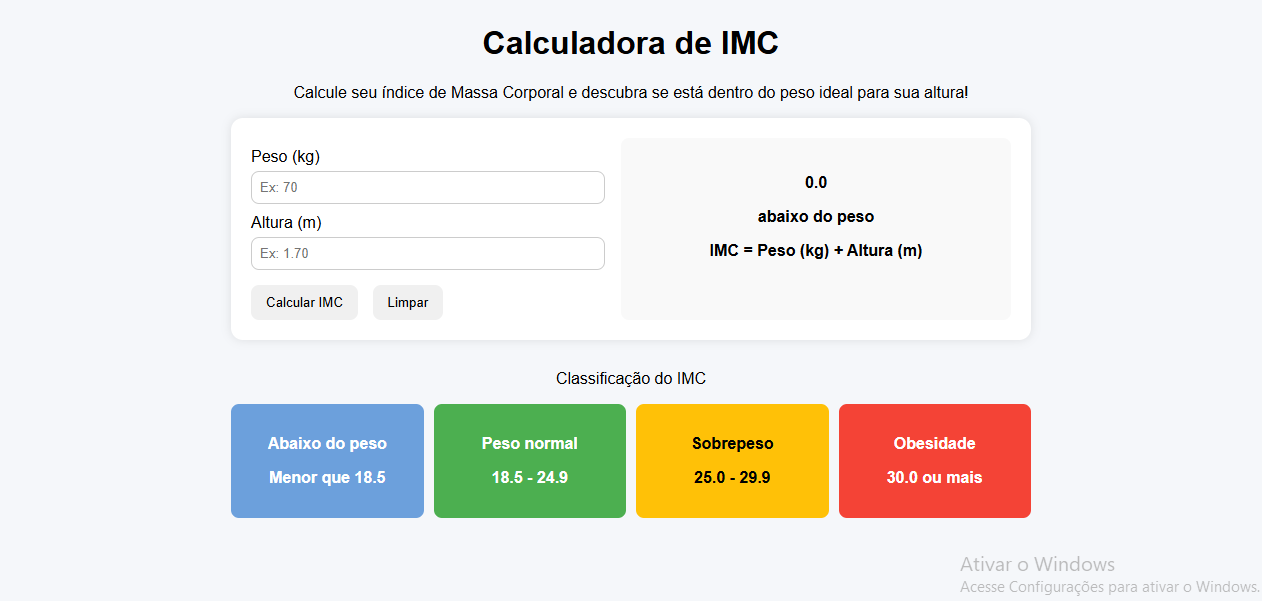 Calculadora de IMC
Calcule seu índice de Massa Corporal e descubra se está dentro do peso ideal para sua altura!
Peso (kg)
Ex: 70
Altura (m)
Ex: 1.70
Calcular IMC
Limpar
0.0
abaixo do peso
IMC = Peso (kg) + Altura (m)
Classificação do IMC
Abaixo do peso
Menor que 18.5
Peso normal
18.5 - 24.9
Sobrepeso
25.0 - 29.9
Obesidade
30.0 ou mais
Ativar o Windows
Acesse Configurações para ativar o Windows.